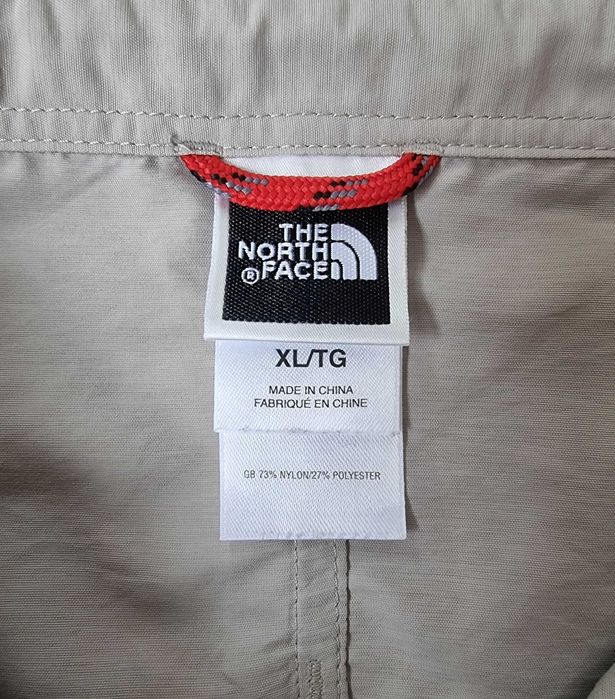 THE
NORTH
® FACE
XL/TG
MADE IN CHINA
FABRIQUÉ EN CHINE
GB 73% NYLON/27% POLYESTER